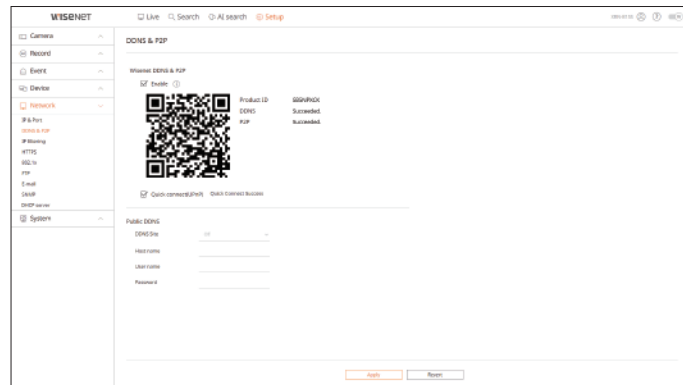 WISENET
Live Search AI search Setup
Camera
Record
Event
Device
Network
IP & Port
DDNS & P2P
IP filtering
HTTPS
802.1x
FTP
E-mail
SNMP
DHCP server
System
DDNS & P2P
Wisenet DDNS & P2P
Enable
Product ID
DDNS Succeeded.
P2P Succeeded.
Quick connect(UPnP) Quick Connect Success
Public DDNS
DDNS Site Off
Host name
User name
Password
Apply Revert